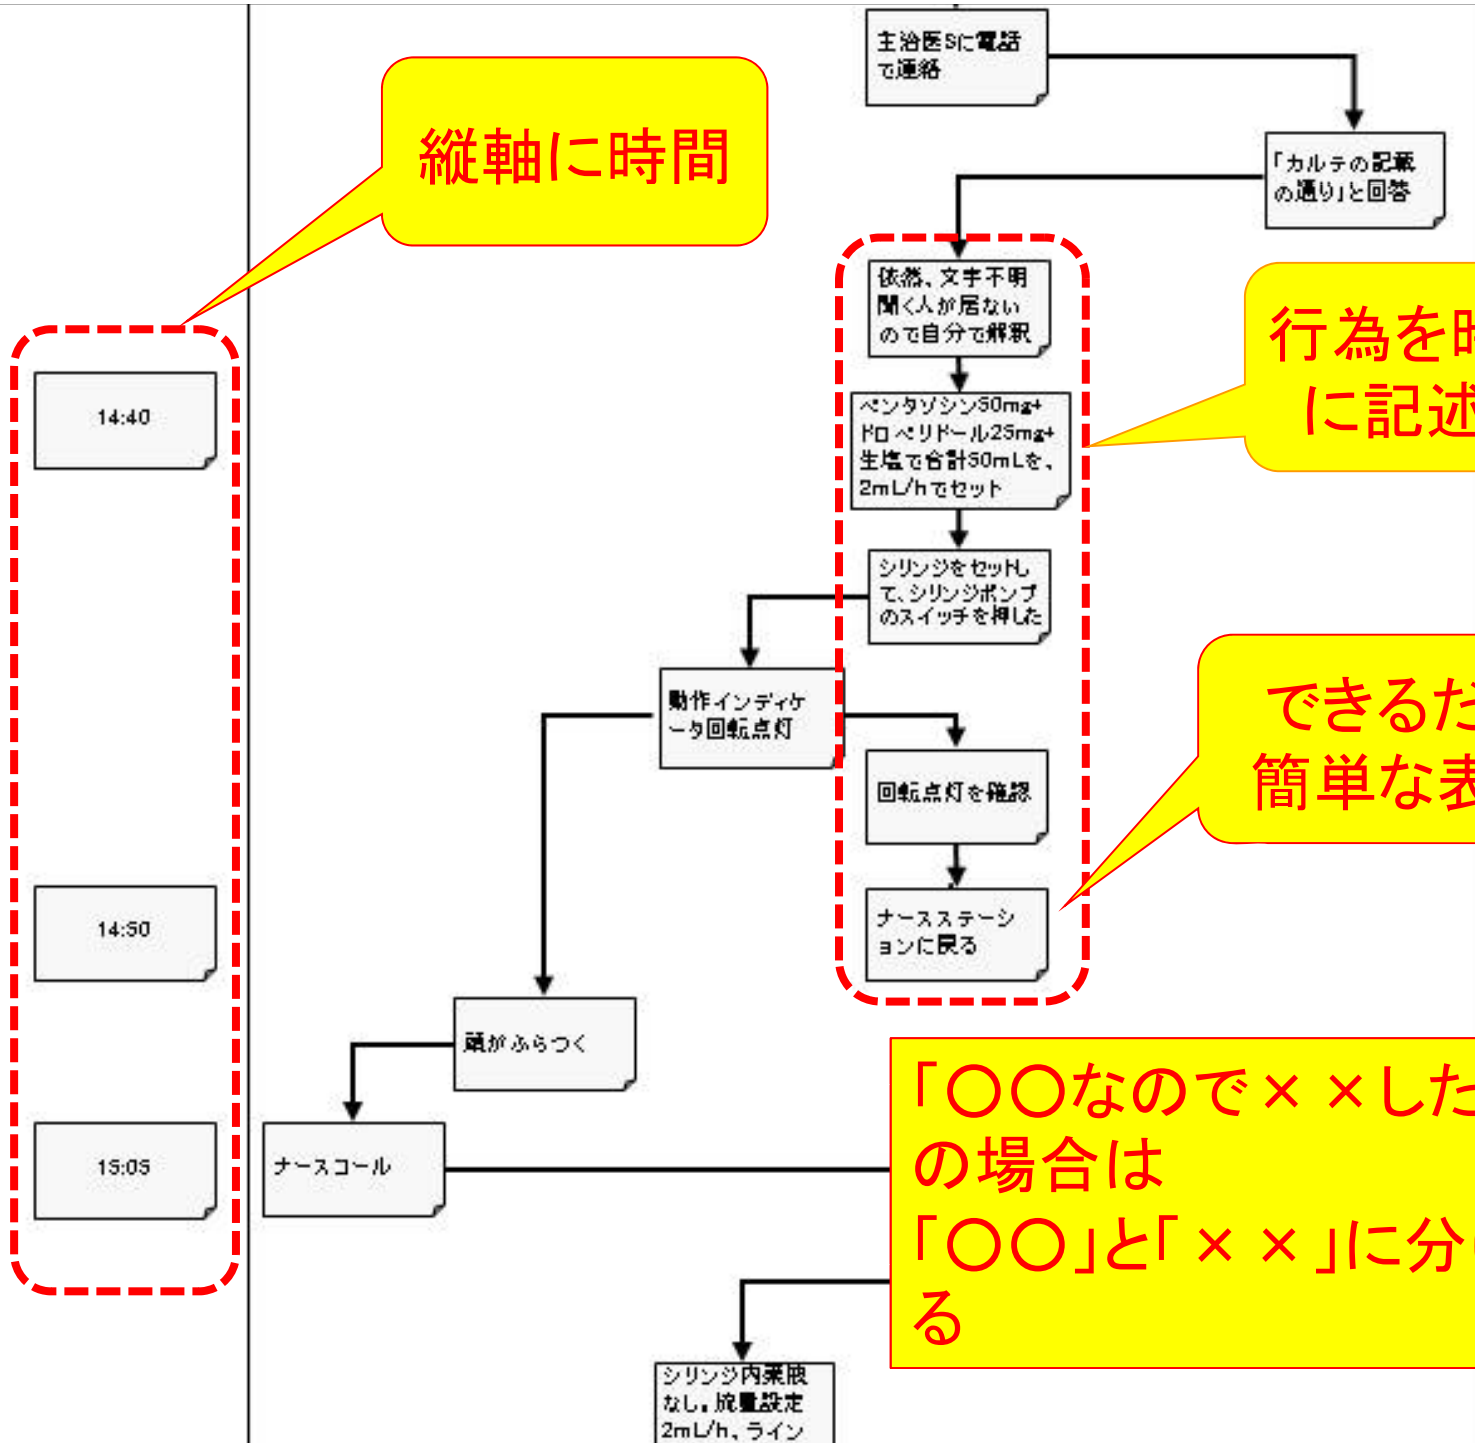 主治医Sに電話
で連絡
縦軸に時間
「カルテの記載
の通り」と回答
依然、文字不明
聞く人が居ない
ので自分で解釈
行為を時
に記述
14:40
ペンタゾシン50mg+
ドロペリドール25mg+
生塩で合計50mLを、
2mL/hでセット
シリンジをセットし
て、シリンジポンプ
のスイッチを押した
動作インディケ
ータ回転点灯
できるだ
簡単な表
回転点灯を確認
14:50
ナースステーシ
ョンに戻る
頭がふらつく
「〇〇なので××した
の場合は
「〇〇」と「××」に分け
る
15:05
ナースコール
シリンジ内薬液
なし。流量設定
2mL/h、ライン